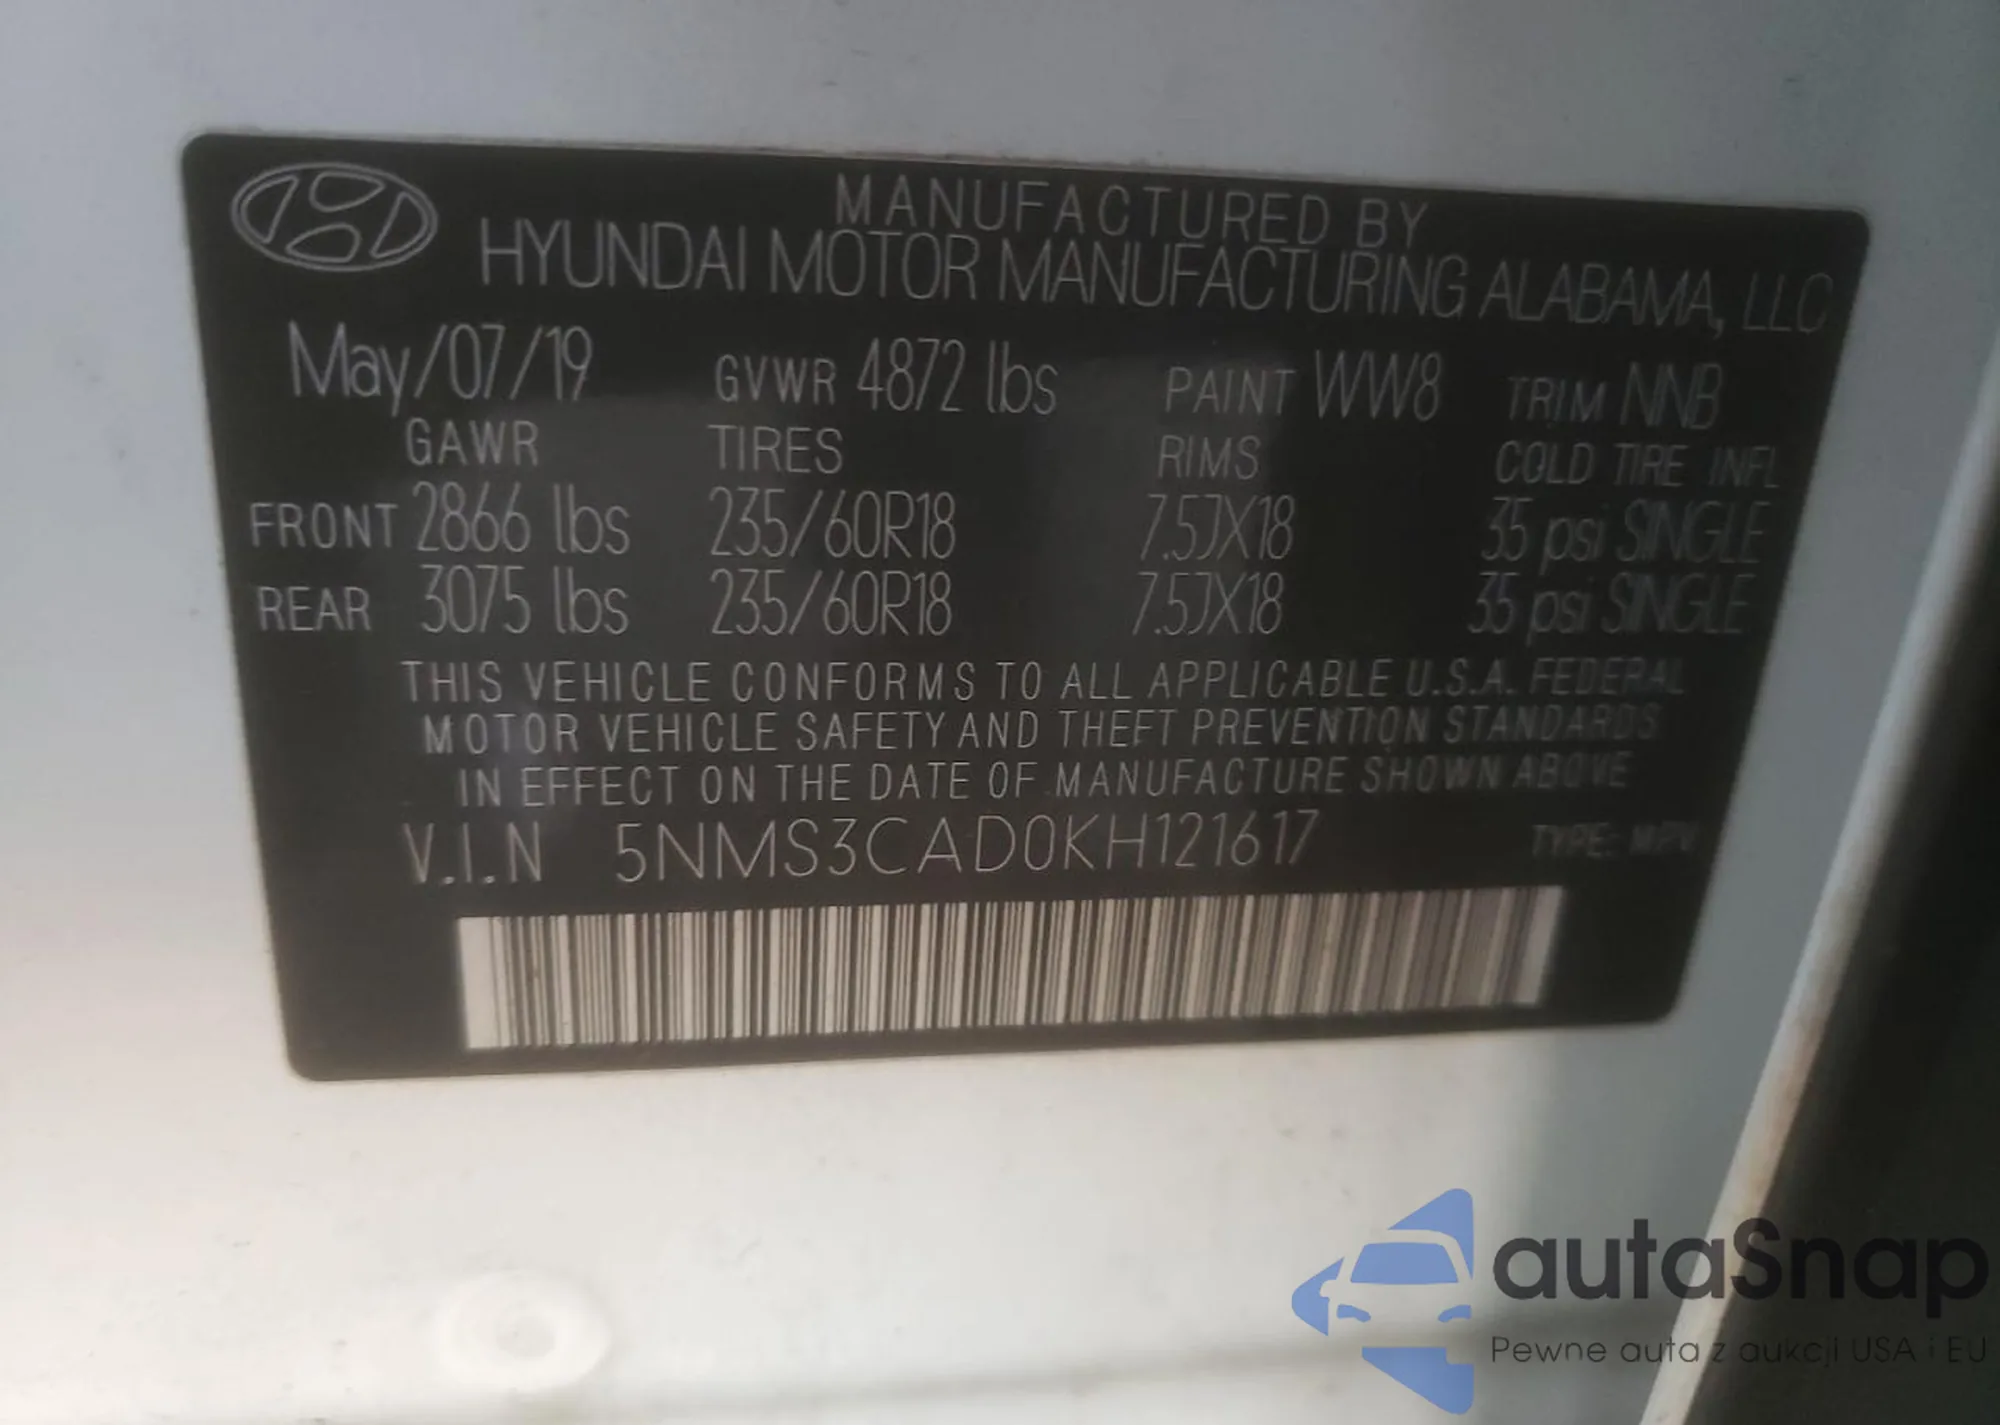 MANUFACTURED BY
HYUNDAI MOTOR MANUFACTURING ALABAMA, LLC
May/07/19 GVWR 4872 lbs PAINT WW8 TRIM NNB
GAWR TIRES RIMS COLD TIRE INFL
FRONT 2866 lbs 235/60R18 7.5JX18 35 psi SINGLE
REAR 3075 lbs 235/60R18 7.5JX18 35 psi SINGLE
THIS VEHICLE CONFORMS TO ALL APPLICABLE U.S.A. FEDERAL
MOTOR VEHICLE SAFETY AND THEFT PREVENTION STANDARDS
IN EFFECT ON THE DATE OF MANUFACTURE SHOWN ABOVE
V.I.N 5NMS3CAD0KH121617 TYPE: MPV
autaSnap
Pewne auta z aukcji USA i EU